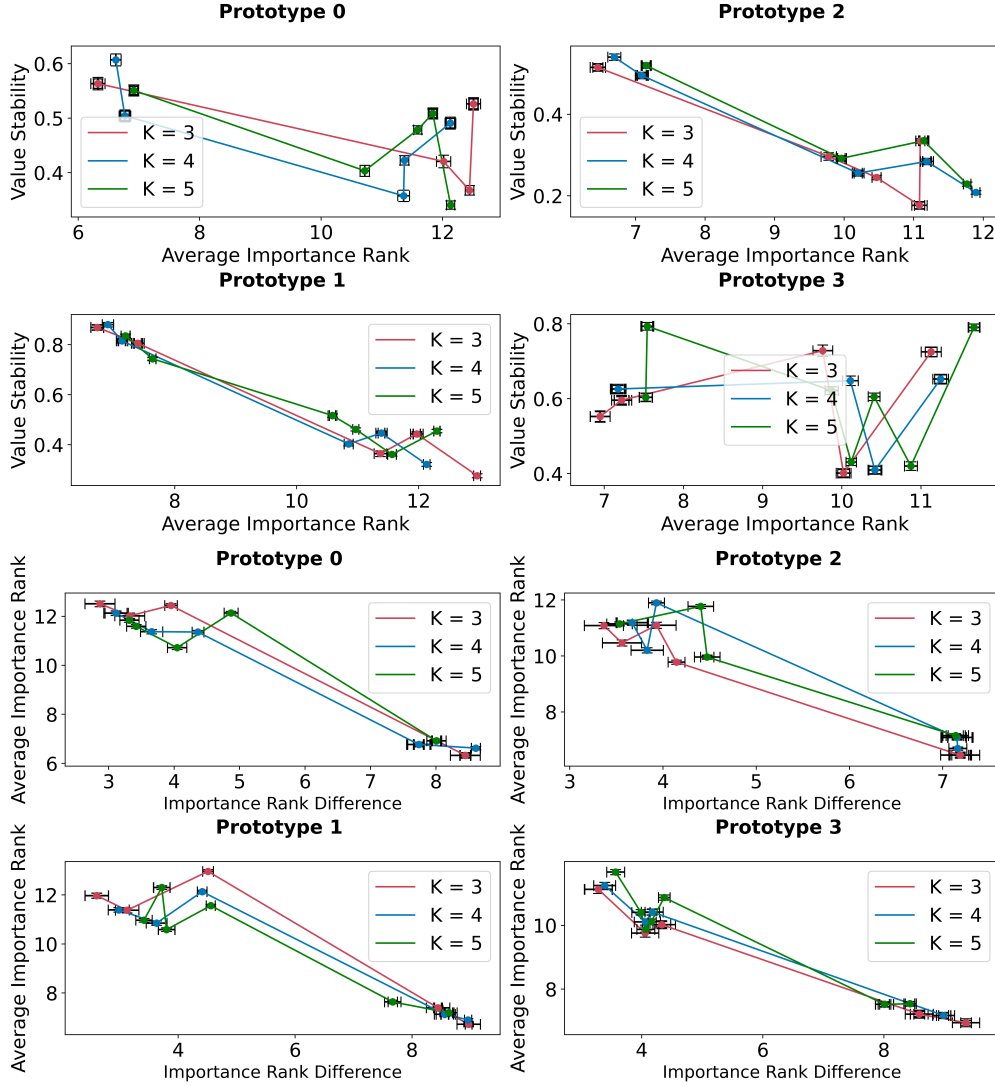 Prototype 0
Value Stability
0.6
0.5
0.4
K = 3
K = 4
K = 5
6
8
10
12
Average Importance Rank
Prototype 2
Value Stability
0.4
0.2
K = 3
K = 4
K = 5
7
8
9
10
11
12
Average Importance Rank
Prototype 1
Value Stability
0.8
0.6
0.4
K = 3
K = 4
K = 5
8
10
12
Average Importance Rank
Prototype 3
Value Stability
0.8
0.6
0.4
K = 3
K = 4
K = 5
7
8
9
10
11
Average Importance Rank
Prototype 0
Average Importance Rank
12
10
8
6
K = 3
K = 4
K = 5
3
4
5
6
7
8
Importance Rank Difference
Prototype 2
Average Importance Rank
12
10
8
K = 3
K = 4
K = 5
3
4
5
6
7
Importance Rank Difference
Prototype 1
Average Importance Rank
12
10
8
K = 3
K = 4
K = 5
4
6
8
Importance Rank Difference
Prototype 3
Average Importance Rank
10
8
K = 3
K = 4
K = 5
4
6
8
Importance Rank Difference